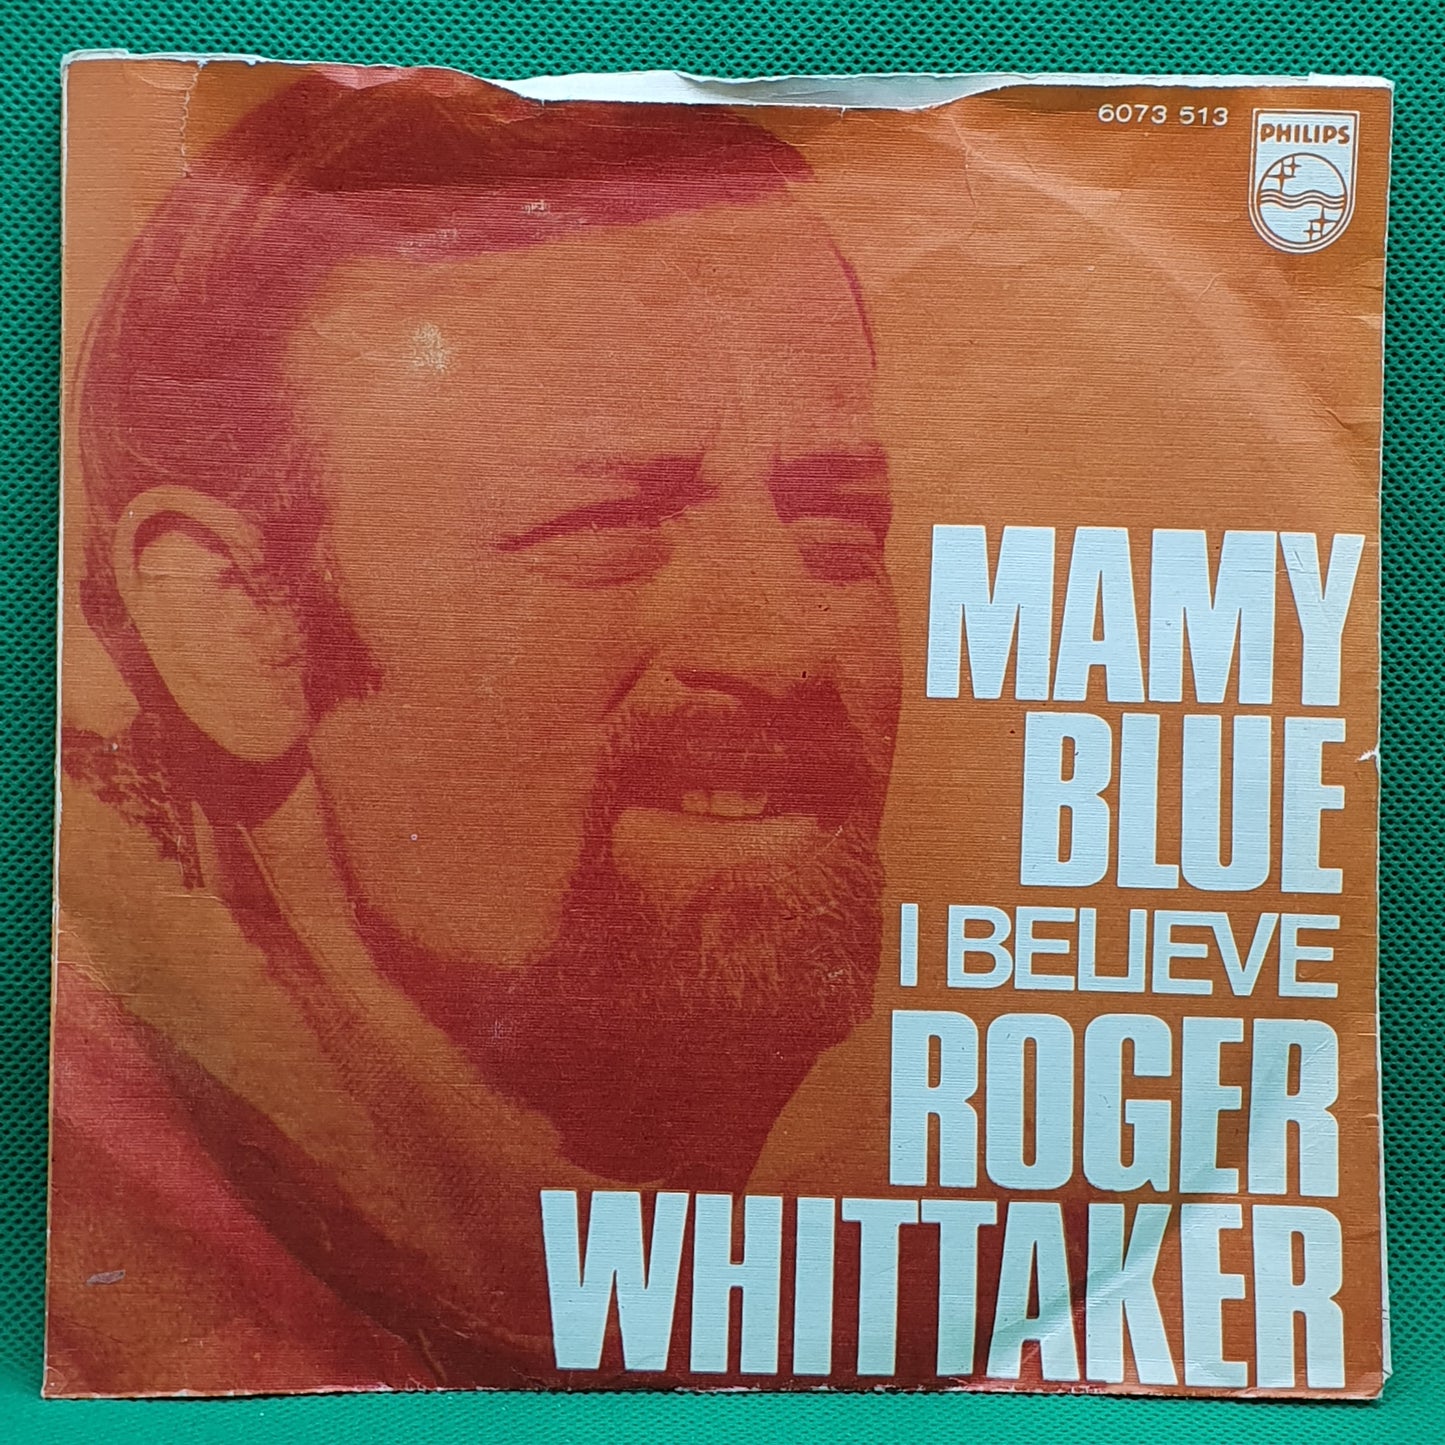 6073 513
PHILIPS
MAMY
BLUE
I BELIEVE
ROGER
WHITTAKER